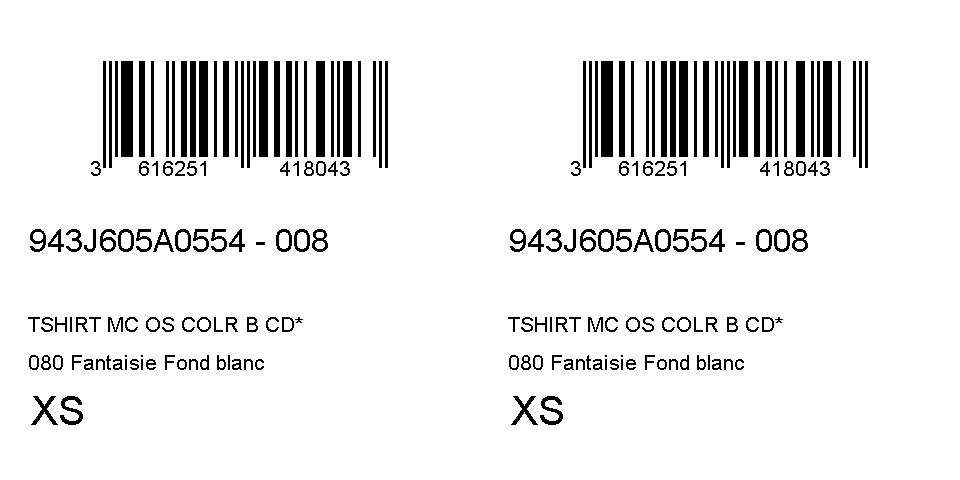 3 616251 418043
943J605A0554 - 008
TSHIRT MC OS COLR B CD*
080 Fantaisie Fond blanc
XS
3 616251 418043
943J605A0554 - 008
TSHIRT MC OS COLR B CD*
080 Fantaisie Fond blanc
XS